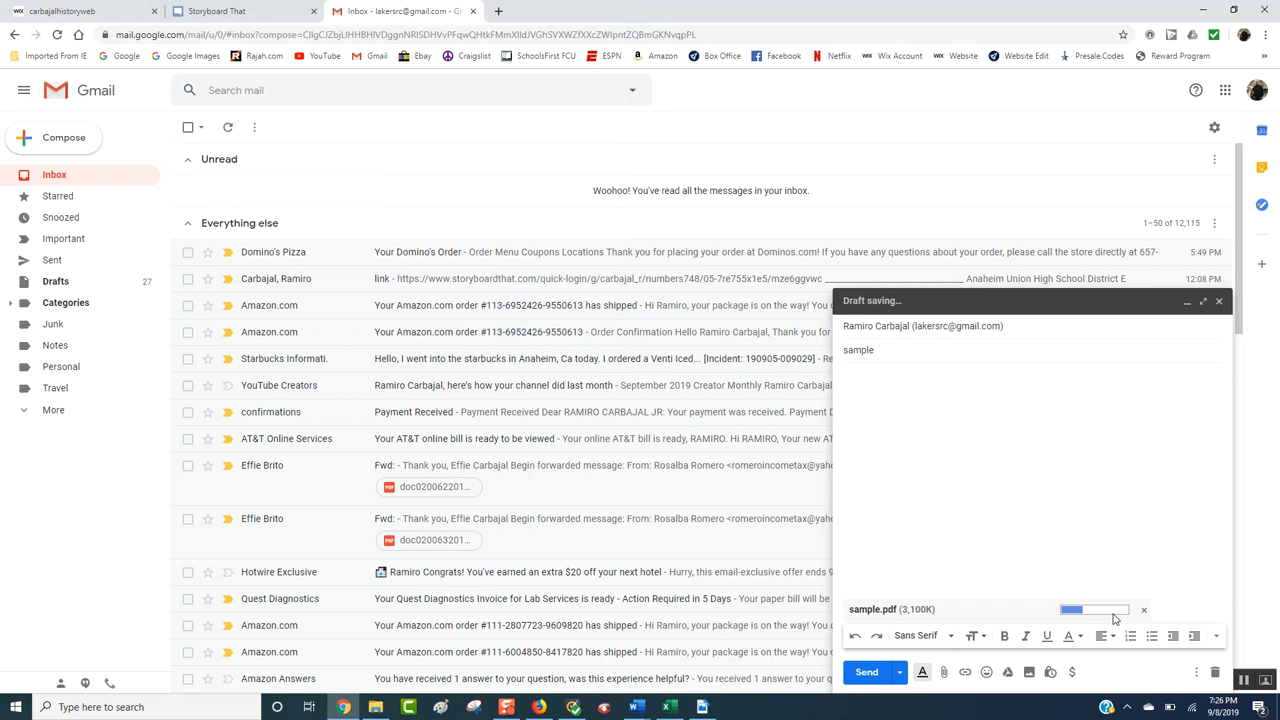 carbajalhistoryweb
Storyboard That
Inbox - lakersrc@gmail.com - G
mail.google.com/mail/u/0/#inbox?compose=
Imported From IE Google Google Images Rajah.com YouTube Gmail Ebay Craigslist SchoolsFirst FCU ESPN Amazon Box Office Facebook Netflix Wix Account Website Website Edit Presale.Codes Reward Program »
Gmail
Search mail
Compose
Inbox
Starred
Snoozed
Important
Sent
Drafts 27
Categories
Junk
Notes
Personal
Travel
More
Unread
Woohoo! You've read all the messages in your inbox.
Everything else 1–50 of 12,115
Domino's Pizza Your Domino's Order - Order Menu Coupons Locations Thank you for placing your order at Dominos.com! If you have any questions about your order, please call the store directly at 657- 5:49 PM
Carbajal, Ramiro link - https://www.storyboardthat.com/quick-login/g/carbajal_r/numbers748/05-7re755x1e5/mze6ggvwc Anaheim Union High School District E 12:08 PM
Amazon.com Your Amazon.com order #113-6952426-9550613 has shipped - Hi Ramiro, your package is on the way! You
Amazon.com Your Amazon.com order #113-6952426-9550613 - Order Confirmation Hello Ramiro Carbajal, Thank you for
Starbucks Informati. Hello, I went into the starbucks in Anaheim, Ca today. I ordered a Venti Iced... [Incident: 190905-009029] - Re
YouTube Creators Ramiro Carbajal, here's how your channel did last month - September 2019 Creator Monthly Ramiro Carbajal,
confirmations Payment Received - Payment Received Dear RAMIRO CARBAJAL JR: Your payment was received. Payment D
AT&T Online Services Your AT&T online bill is ready to be viewed - Your online AT&T bill is ready, RAMIRO. Hi RAMIRO, Your new AT
Effie Brito Fwd: - Thank you, Effie Carbajal Begin forwarded message: From: Rosalba Romero <romeroincometax@yaho
PDF doc020062201...
Effie Brito Fwd: - Thank you, Effie Carbajal Begin forwarded message: From: Rosalba Romero <romeroincometax@yaho
PDF doc020063201...
Hotwire Exclusive Ramiro Congrats! You've earned an extra $20 off your next hotel - Hurry, this email-exclusive offer ends 9
Quest Diagnostics Your Quest Diagnostics Invoice for Lab Services is ready - Action Required in 5 Days - Your paper bill will be
Amazon.com Your Amazon.com order #111-2807723-9609820 has shipped - Hi Ramiro, your package is on the way! You
Amazon.com Your Amazon.com order #111-6004850-8417820 has shipped - Hi Ramiro, your package is on the way! You
Amazon Answers You have received 1 answer to your question, was this experience helpful? - You received 1 answer to your
Draft saving...
Ramiro Carbajal (lakersrc@gmail.com)
sample
sample.pdf (3,100K)
Sans Serif
Send
Type here to search
7:26 PM
9/8/2019